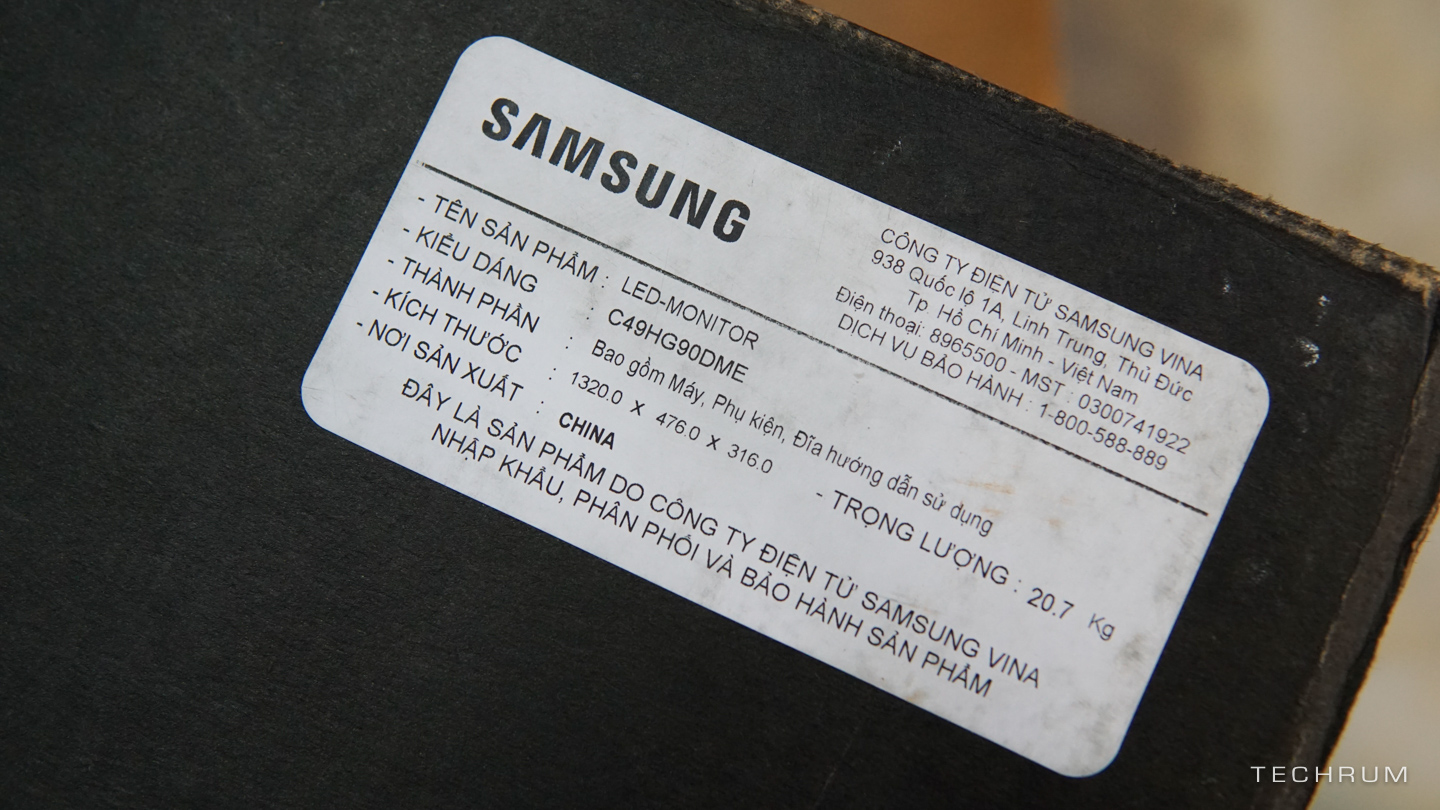 SAMSUNG
CÔNG TY ĐIỆN TỬ SAMSUNG VINA
938 Quốc lộ 1A, Linh Trung, Thủ Đức
Tp. Hồ Chí Minh - Việt Nam
Điện thoại: 8965500 - MST : 0300741922
DỊCH VỤ BẢO HÀNH : 1-800-588-889
- TÊN SẢN PHẨM : LED-MONITOR
- KIỂU DÁNG : C49HG90DME
- THÀNH PHẦN : Bao gồm Máy, Phụ kiện, Đĩa hướng dẫn sử dụng
- KÍCH THƯỚC : 1320.0 x 476.0 x 316.0 - TRỌNG LƯỢNG : 20.7 Kg
- NƠI SẢN XUẤT : CHINA
ĐÂY LÀ SẢN PHẨM DO CÔNG TY ĐIỆN TỬ SAMSUNG VINA
NHẬP KHẨU, PHÂN PHỐI VÀ BẢO HÀNH SẢN PHẨM
TECHRUM